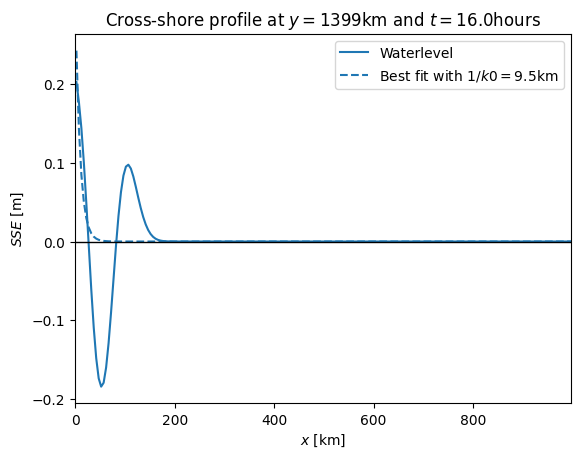 Cross-shore profile at y = 1399km and t = 16.0hours
Waterlevel
Best fit with 1/k0 = 9.5km
SSE [m]
0.2
0.1
0.0
−0.1
−0.2
0 200 400 600 800
x [km]